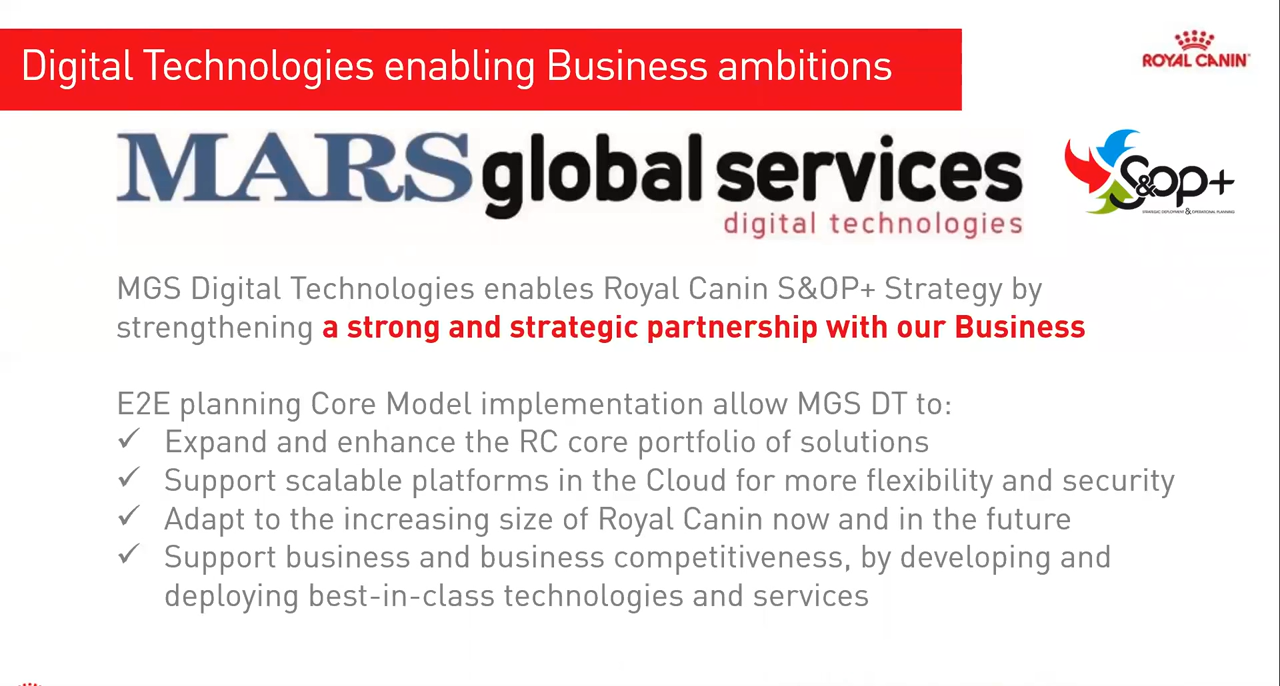 Digital Technologies enabling Business ambitions
ROYAL CANIN
MARS global services
digital technologies
S&OP+
STRATEGIC DEPLOYMENT & OPERATIONAL PLANNING
MGS Digital Technologies enables Royal Canin S&OP+ Strategy by
strengthening a strong and strategic partnership with our Business
E2E planning Core Model implementation allow MGS DT to:
✓ Expand and enhance the RC core portfolio of solutions
✓ Support scalable platforms in the Cloud for more flexibility and security
✓ Adapt to the increasing size of Royal Canin now and in the future
✓ Support business and business competitiveness, by developing and
deploying best-in-class technologies and services